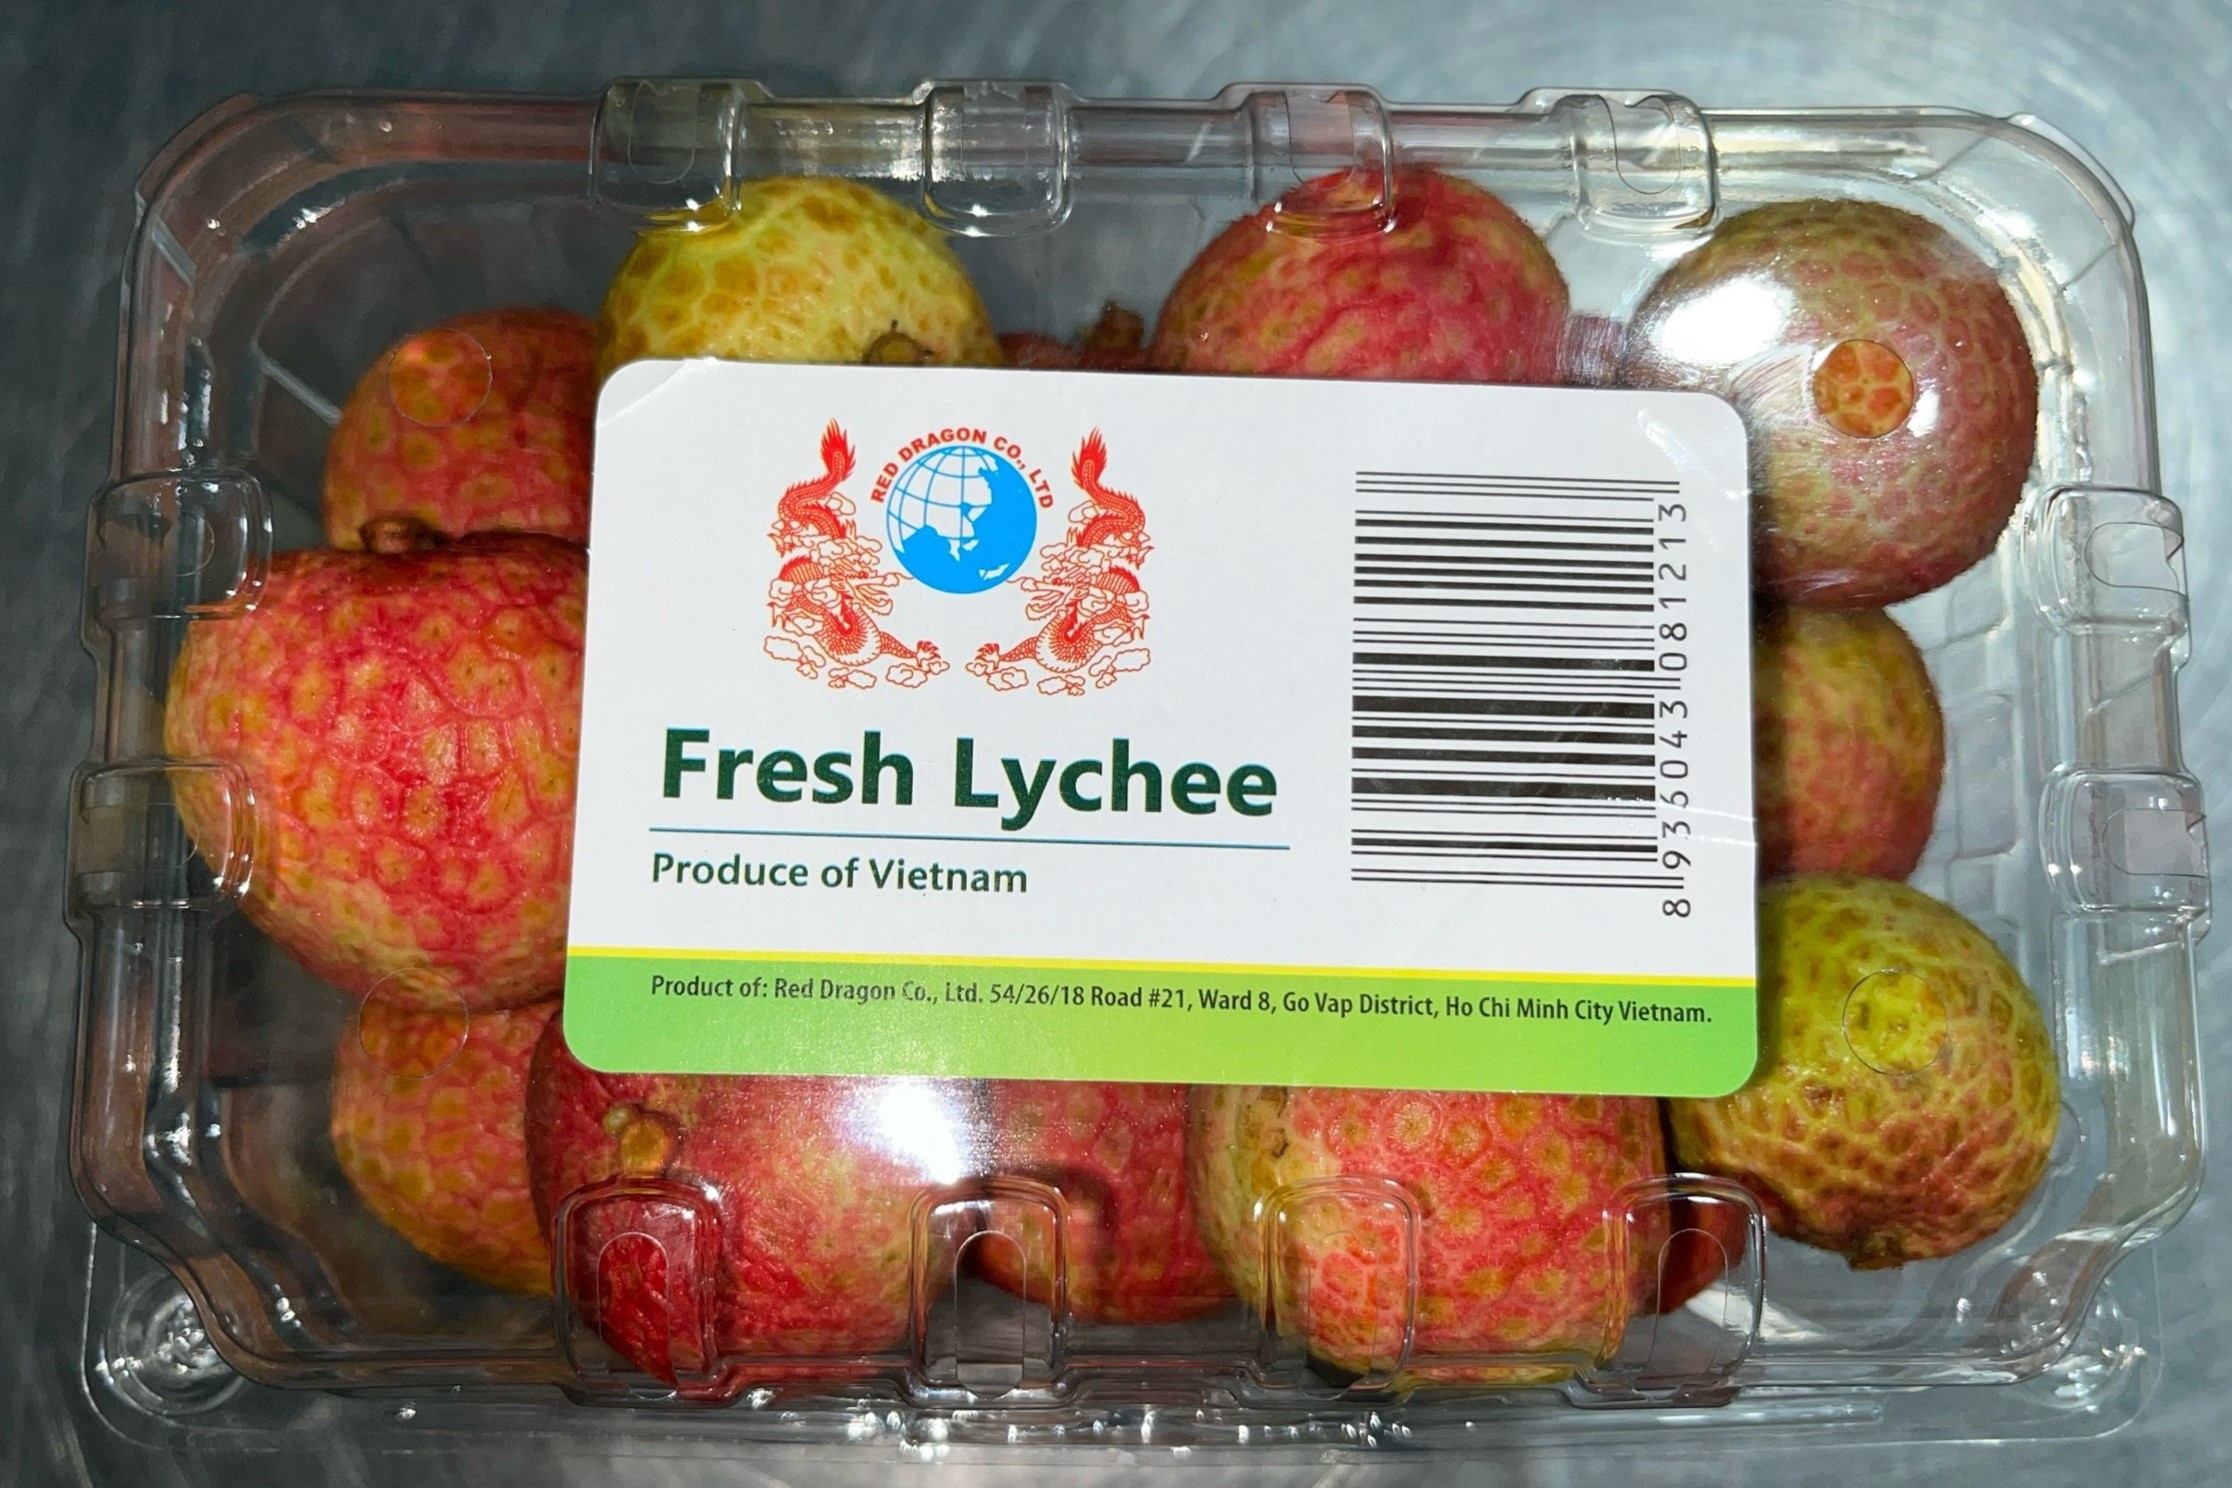 RED DRAGON CO., LTD
Fresh Lychee
Produce of Vietnam
Product of: Red Dragon Co., Ltd. 54/26/18 Road #21, Ward 8, Go Vap District, Ho Chi Minh City Vietnam.
8 936043 081213